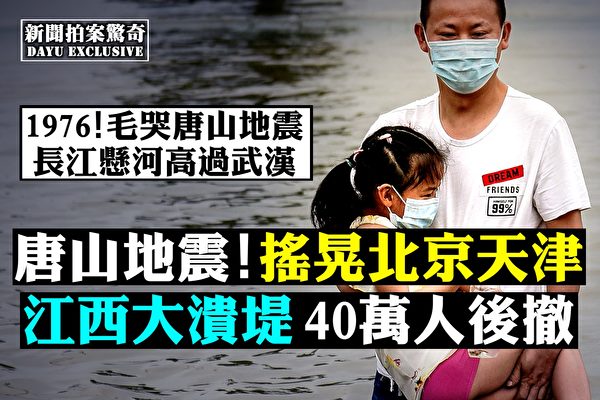 新聞拍案驚奇
DAYU EXCLUSIVE
1976!毛哭唐山地震
長江懸河高過武漢
DREAM
FRIENDS
99%
唐山地震!搖晃北京天津
江西大潰堤 40萬人後撤